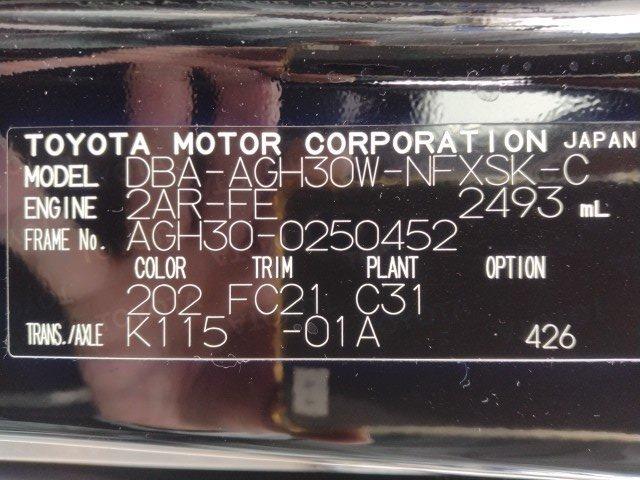 TOYOTA MOTOR CORPORATION JAPAN
MODEL DBA-AGH30W-NFXSK-C
ENGINE 2AR-FE 2493 mL
FRAME No. AGH30-0250452
COLOR TRIM PLANT OPTION
202 FC21 C31
TRANS./AXLE K115 -01A 426